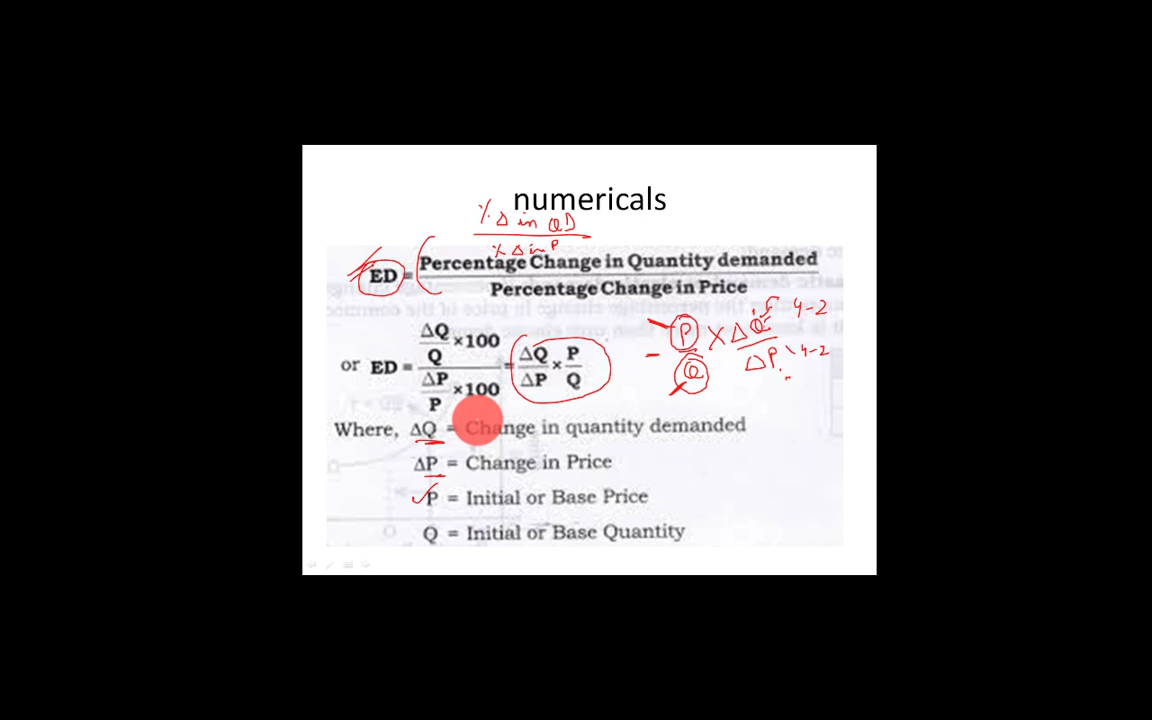 numericals
% Δ in QD
% Δ in P
ED = Percentage Change in Quantity demanded
Percentage Change in Price
or ED = ΔQ/Q ×100 / ΔP/P ×100 = ΔQ/ΔP × P/Q
- P/Q × ΔQ/ΔP
4-2
4-2
Where, ΔQ = Change in quantity demanded
ΔP = Change in Price
P = Initial or Base Price
Q = Initial or Base Quantity